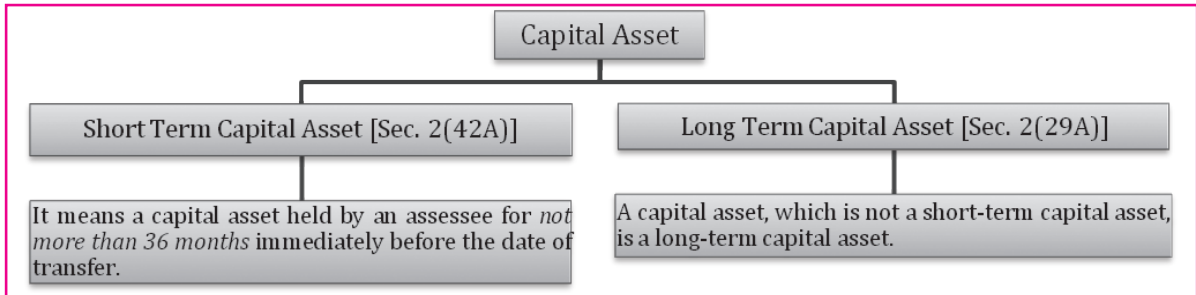 Capital Asset
Short Term Capital Asset [Sec. 2(42A)]
Long Term Capital Asset [Sec. 2(29A)]
It means a capital asset held by an assessee for not
more than 36 months immediately before the date of
transfer.
A capital asset, which is not a short-term capital asset,
is a long-term capital asset.